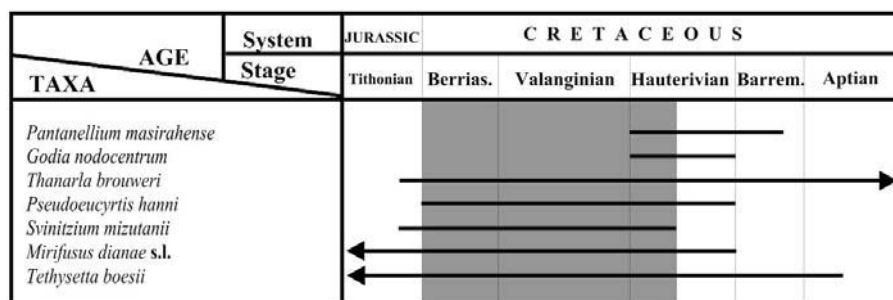 AGE System JURASSIC C R E T A C E O U S
TAXA Stage Tithonian Berrias. Valanginian Hauterivian Barrem. Aptian
Pantanellium masirahense
Godia nodocentrum
Thanarla brouweri
Pseudoeucyrtis hanni
Svinitzium mizutanii
Mirifusus dianae s.l.
Tethysetta boesii